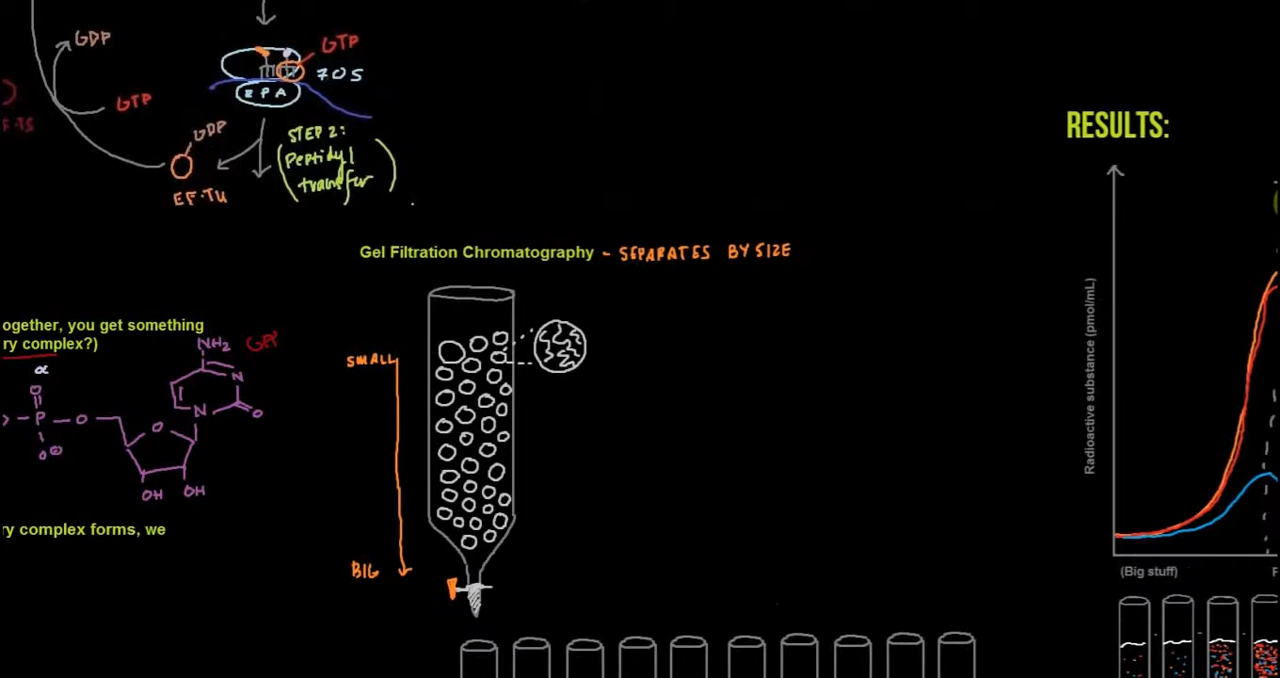 GDP
GTP
GTP
70S
E P A
GDP
EF-TU
STEP 2:
Peptidyl
transfer
RESULTS:
Gel Filtration Chromatography - SEPARATES BY SIZE
SMALL
BIG
ogether, you get something
ry complex?)
NH2
α
O
P
O
O
N
N
O
O
OH
OH
ry complex forms, we
Radioactive substance (pmol/mL)
(Big stuff)